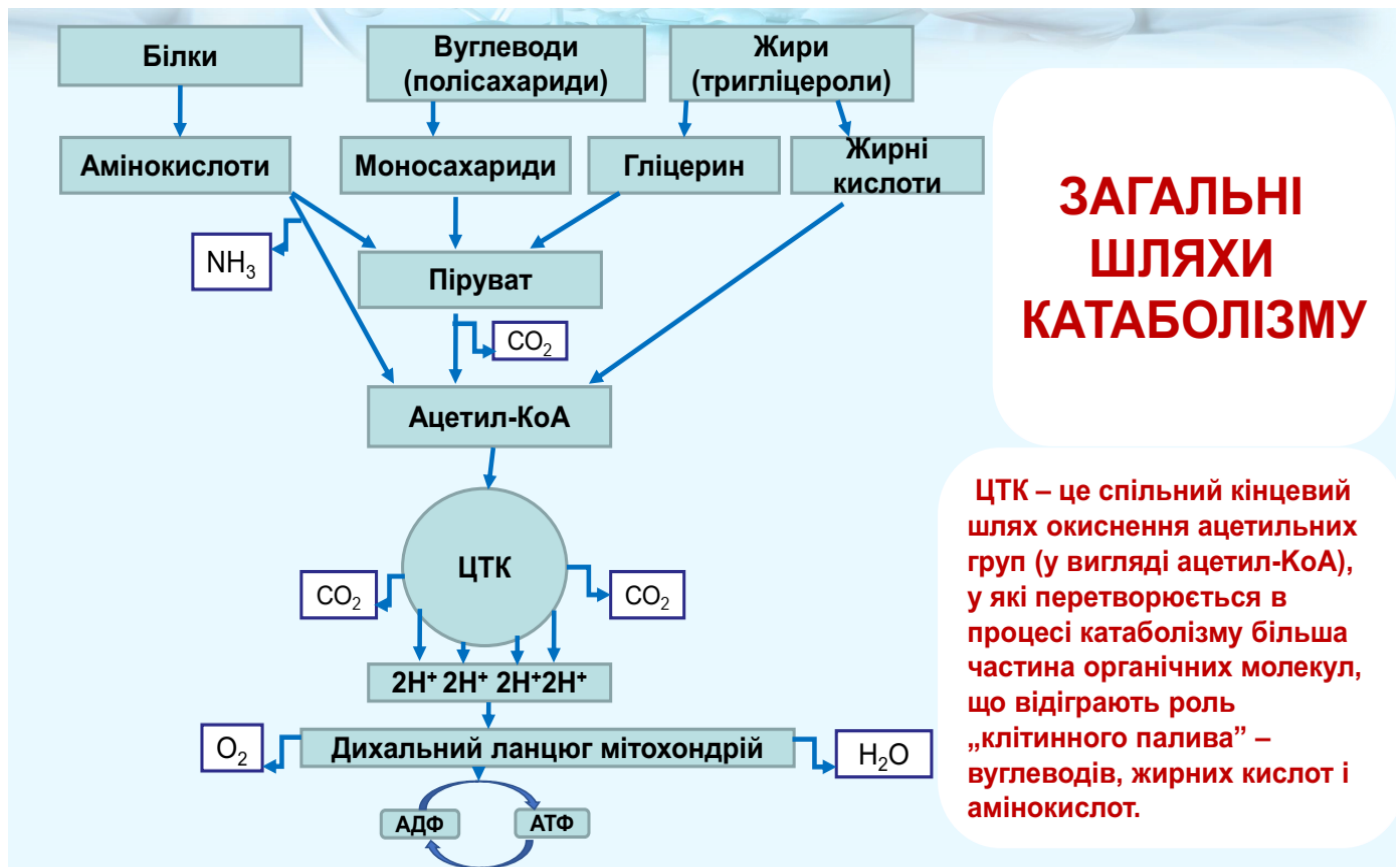 Білки
Вуглеводи
(полісахариди)
Жири
(тригліцероли)
Амінокислоти
Моносахариди
Гліцерин
Жирні
кислоти
NH₃
Піруват
CO₂
Ацетил-КоА
ЦТК
CO₂
CO₂
2H⁺ 2H⁺ 2H⁺2H⁺
O₂
Дихальний ланцюг мітохондрій
H₂O
АДФ
АТФ
ЗАГАЛЬНІ
ШЛЯХИ
КАТАБОЛІЗМУ
ЦТК – це спільний кінцевий
шлях окиснення ацетильних
груп (у вигляді ацетил-КоА),
у які перетворюється в
процесі катаболізму більша
частина органічних молекул,
що відіграють роль
„клітинного палива” –
вуглеводів, жирних кислот і
амінокислот.